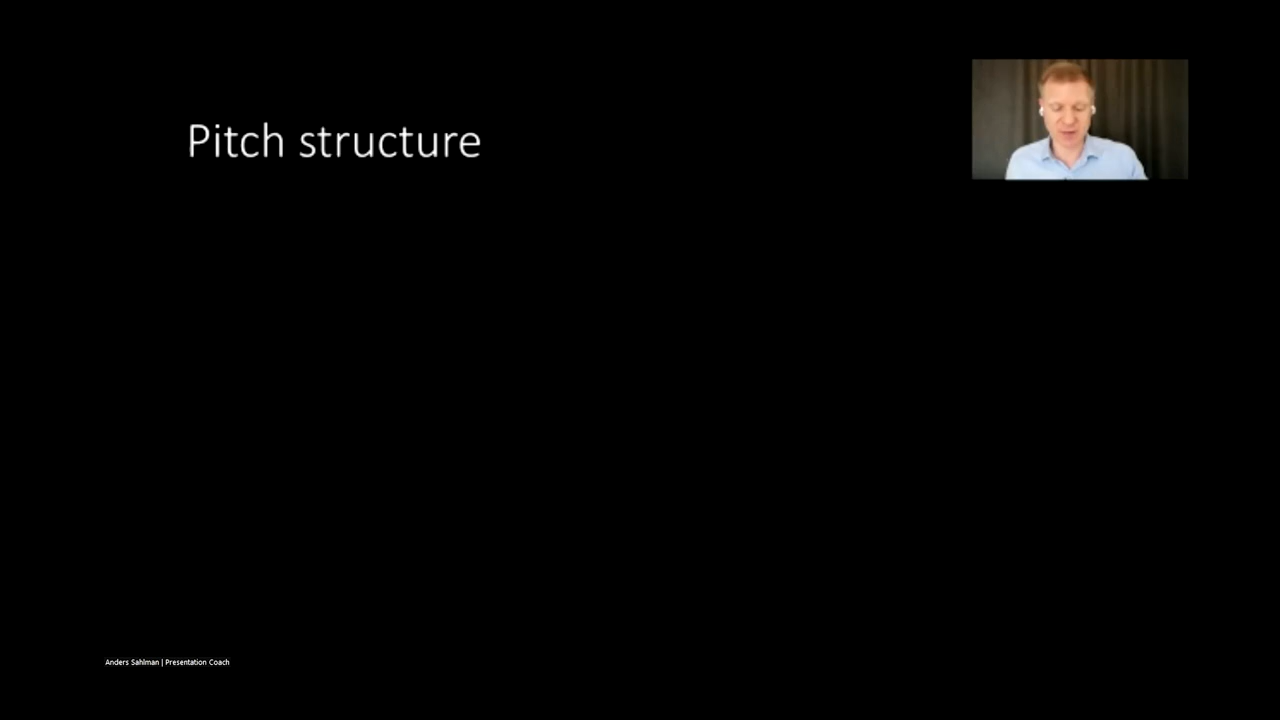 Pitch structure
Anders Sahlman | Presentation Coach